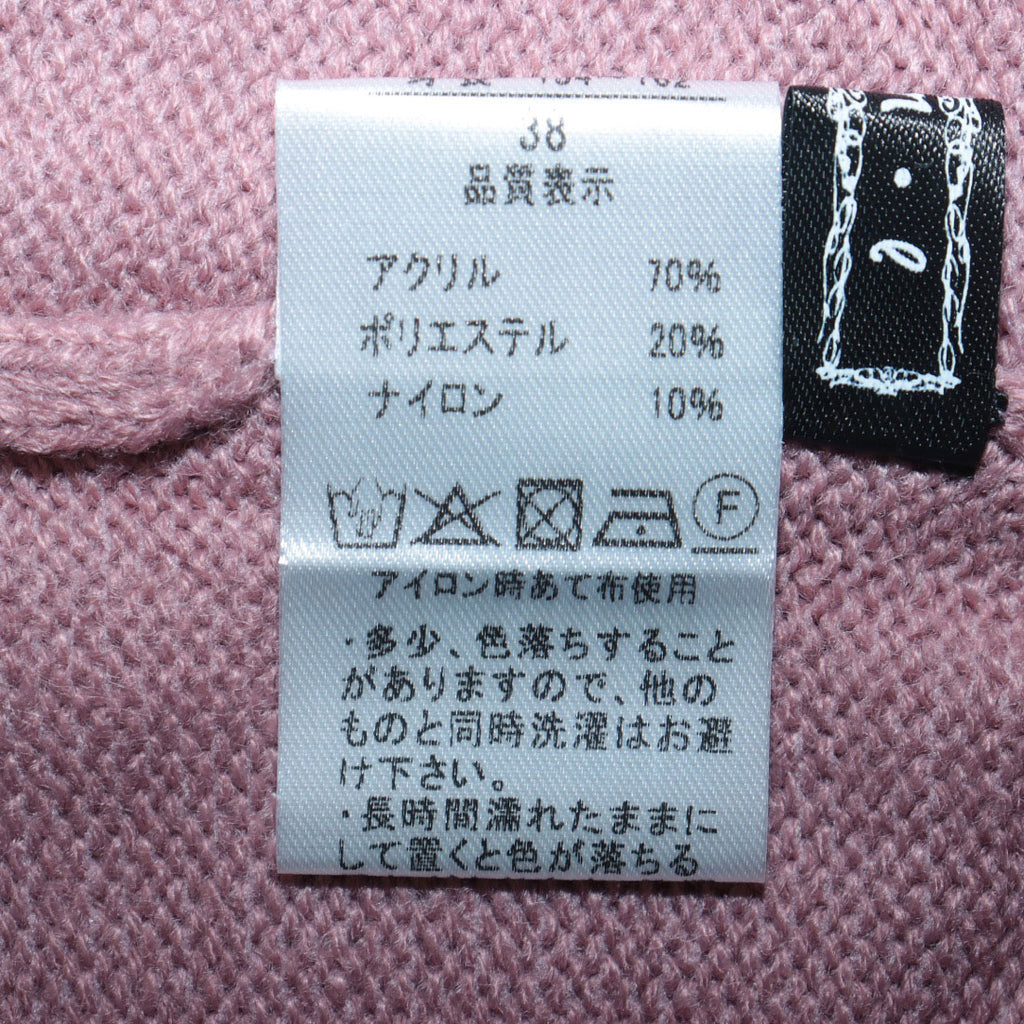 38
品質表示
アクリル 70%
ポリエステル 20%
ナイロン 10%
F
アイロン時あて布使用
・多少、色落ちすること
がありますので、他の
ものと同時洗濯はお避
け下さい。
・長時間濡れたままに
して置くと色が落ちる